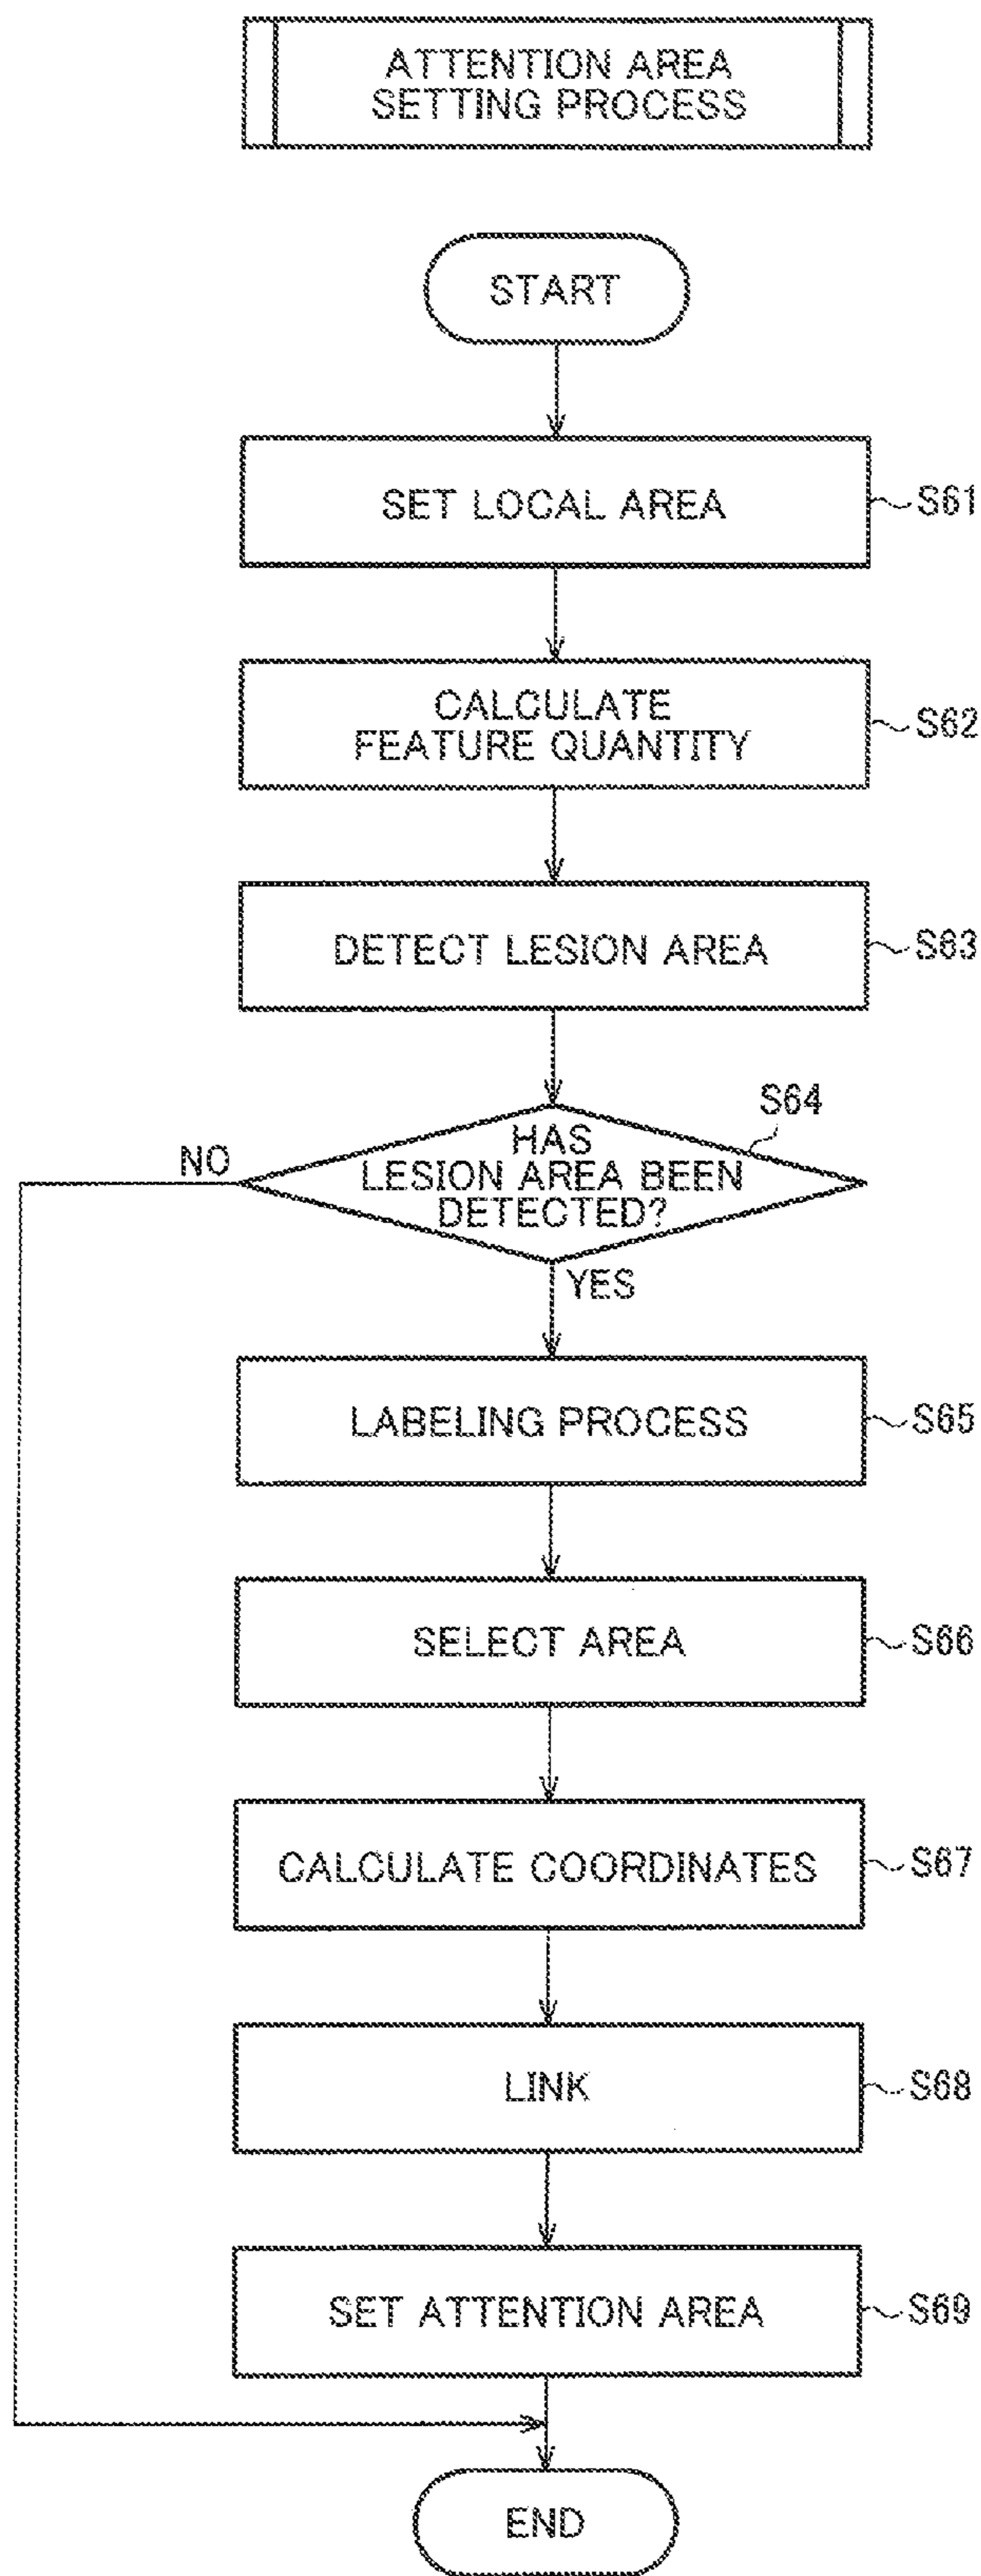 ATTENTION AREA
SETTING PROCESS
START
SET LOCAL AREA
S61
CALCULATE
FEATURE QUANTITY
S62
DETECT LESION AREA
S63
S64
HAS
LESION AREA BEEN
DETECTED?
NO
YES
LABELING PROCESS
S65
SELECT AREA
S66
CALCULATE COORDINATES
S67
LINK
S68
SET ATTENTION AREA
S69
END